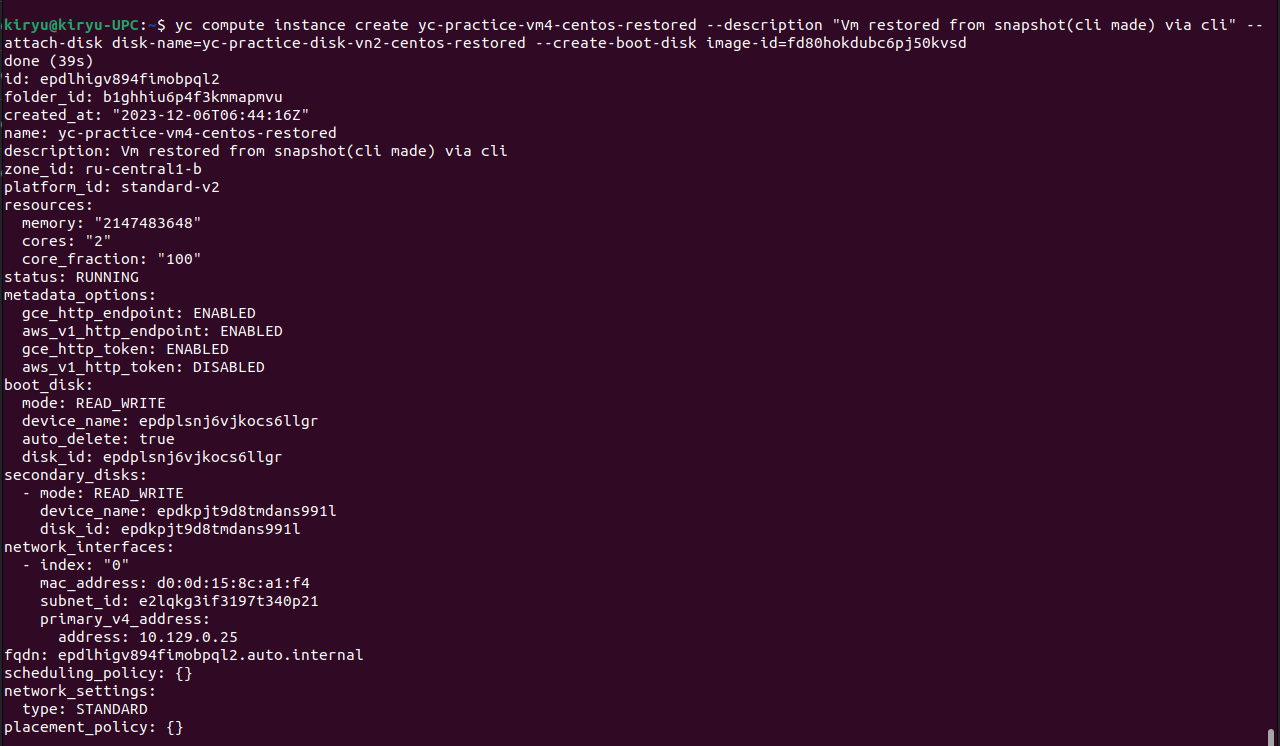 kiryu@kiryu-UPC:~$ yc compute instance create yc-practice-vm4-centos-restored --description "Vm restored from snapshot(cli made) via cli" --
attach-disk disk-name=yc-practice-disk-vn2-centos-restored --create-boot-disk image-id=fd80hokdubc6pj50kvsd
done (39s)
id: epdlhigv894fimobpql2
folder_id: b1ghhiu6p4f3kmmapmvu
created_at: "2023-12-06T06:44:16Z"
name: yc-practice-vm4-centos-restored
description: Vm restored from snapshot(cli made) via cli
zone_id: ru-central1-b
platform_id: standard-v2
resources:
  memory: "2147483648"
  cores: "2"
  core_fraction: "100"
status: RUNNING
metadata_options:
  gce_http_endpoint: ENABLED
  aws_v1_http_endpoint: ENABLED
  gce_http_token: ENABLED
  aws_v1_http_token: DISABLED
boot_disk:
  mode: READ_WRITE
  device_name: epdplsnj6vjkocs6llgr
  auto_delete: true
  disk_id: epdplsnj6vjkocs6llgr
secondary_disks:
  - mode: READ_WRITE
    device_name: epdkpjt9d8tmdans991l
    disk_id: epdkpjt9d8tmdans991l
network_interfaces:
  - index: "0"
    mac_address: d0:0d:15:8c:a1:f4
    subnet_id: e2lqkg3if3197t340p21
    primary_v4_address:
      address: 10.129.0.25
fqdn: epdlhigv894fimobpql2.auto.internal
scheduling_policy: {}
network_settings:
  type: STANDARD
placement_policy: {}